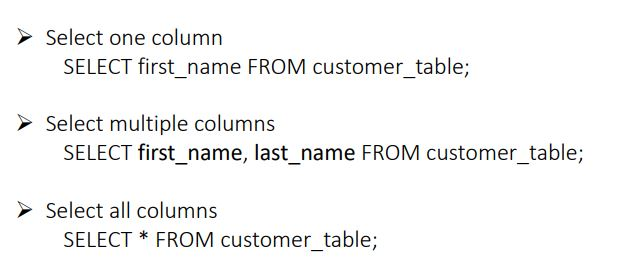 ➢ Select one column
SELECT first_name FROM customer_table;
➢ Select multiple columns
SELECT first_name, last_name FROM customer_table;
➢ Select all columns
SELECT * FROM customer_table;